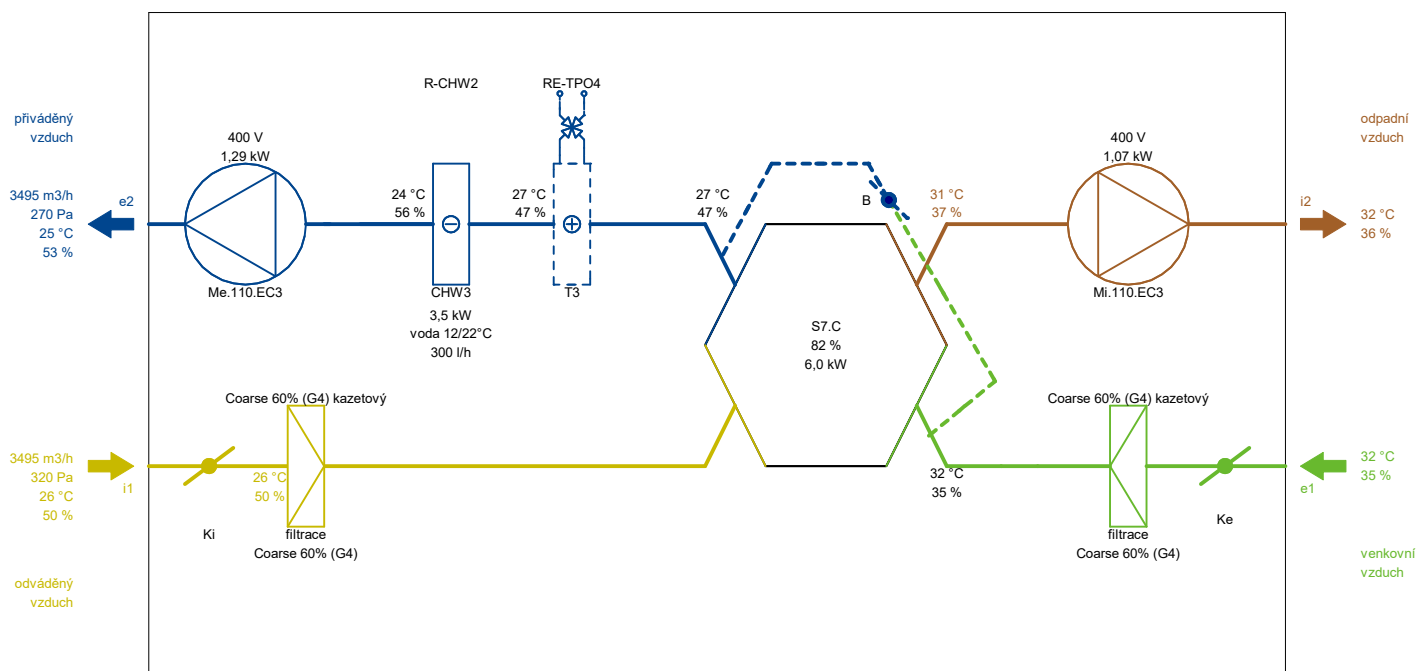 R-CHW2
RE-TPO4
přiváděný
vzduch
400 V
1,29 kW
3495 m3/h
270 Pa
25 °C
53 %
e2
24 °C
56 %
27 °C
47 %
27 °C
47 %
B
31 °C
37 %
400 V
1,07 kW
odpadní
vzduch
i2
32 °C
36 %
Me.110.EC3
CHW3
3,5 kW
voda 12/22°C
300 l/h
T3
S7.C
82 %
6,0 kW
Mi.110.EC3
Coarse 60% (G4) kazetový
Coarse 60% (G4) kazetový
3495 m3/h
320 Pa
26 °C
50 %
i1
26 °C
50 %
32 °C
35 %
32 °C
35 %
e1
Ki
filtrace
Coarse 60% (G4)
filtrace
Coarse 60% (G4)
Ke
odváděný
vzduch
venkovní
vzduch